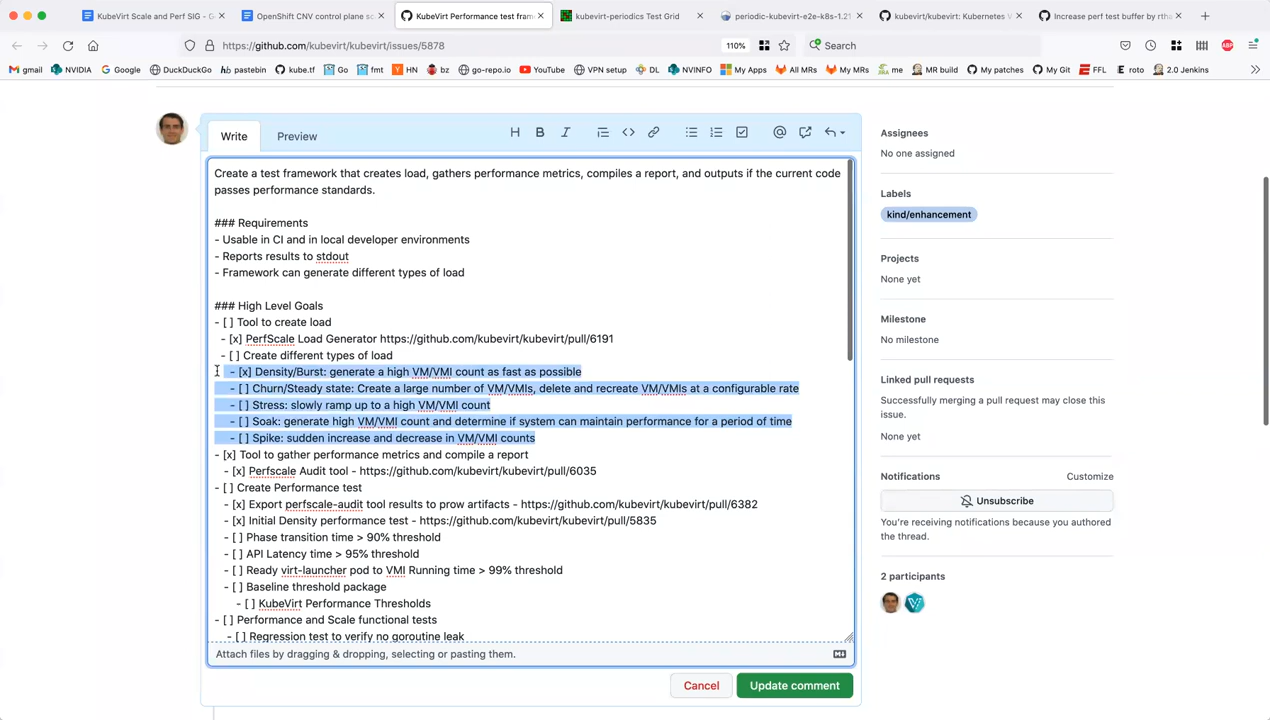 KubeVirt Scale and Perf SIG - G
OpenShift CNV control plane sc
KubeVirt Performance test fram
kubevirt-periodics Test Grid
periodic-kubevirt-e2e-k8s-1.21
kubevirt/kubevirt: Kubernetes V
Increase perf test buffer by rtha
https://github.com/kubevirt/kubevirt/issues/5878
110%
Search
gmail
NVIDIA
Google
DuckDuckGo
hb pastebin
kube.tf
Go
fmt
HN
bz
go-repo.io
YouTube
VPN setup
DL
NVINFO
My Apps
All MRs
My MRs
me
MR build
My patches
My Git
FFL
roto
2.0 Jenkins
Write
Preview
Create a test framework that creates load, gathers performance metrics, compiles a report, and outputs if the current code
passes performance standards.
### Requirements
- Usable in CI and in local developer environments
- Reports results to stdout
- Framework can generate different types of load
### High Level Goals
- [ ] Tool to create load
- [x] PerfScale Load Generator https://github.com/kubevirt/kubevirt/pull/6191
- [ ] Create different types of load
- [x] Density/Burst: generate a high VM/VMI count as fast as possible
- [ ] Churn/Steady state: Create a large number of VM/VMIs, delete and recreate VM/VMIs at a configurable rate
- [ ] Stress: slowly ramp up to a high VM/VMI count
- [ ] Soak: generate high VM/VMI count and determine if system can maintain performance for a period of time
- [ ] Spike: sudden increase and decrease in VM/VMI counts
- [x] Tool to gather performance metrics and compile a report
- [x] Perfscale Audit tool - https://github.com/kubevirt/kubevirt/pull/6035
- [ ] Create Performance test
- [x] Export perfscale-audit tool results to prow artifacts - https://github.com/kubevirt/kubevirt/pull/6382
- [x] Initial Density performance test - https://github.com/kubevirt/kubevirt/pull/5835
- [ ] Phase transition time > 90% threshold
- [ ] API Latency time > 95% threshold
- [ ] Ready virt-launcher pod to VMI Running time > 99% threshold
- [ ] Baseline threshold package
- [ ] KubeVirt Performance Thresholds
- [ ] Performance and Scale functional tests
- [ ] Regression test to verify no goroutine leak
Attach files by dragging & dropping, selecting or pasting them.
Cancel
Update comment
Assignees
No one assigned
Labels
kind/enhancement
Projects
None yet
Milestone
No milestone
Linked pull requests
Successfully merging a pull request may close this
issue.
None yet
Notifications
Customize
Unsubscribe
You're receiving notifications because you authored
the thread.
2 participants